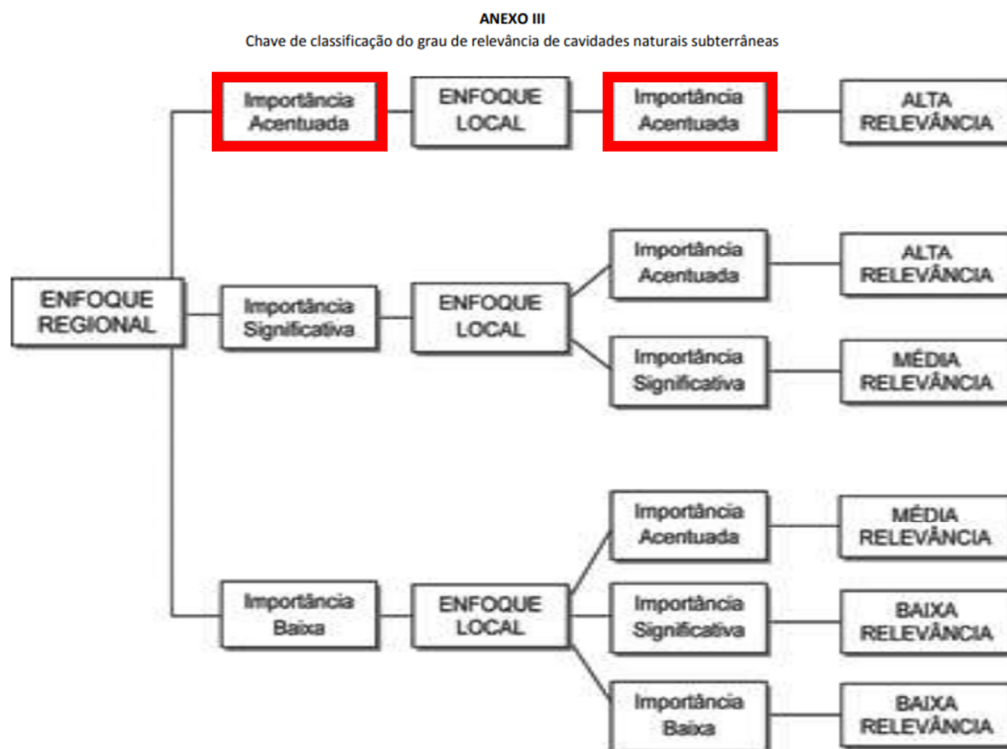 ANEXO III
Chave de classificação do grau de relevância de cavidades naturais subterrâneas
Importância
Acentuada
ENFOQUE
LOCAL
Importância
Acentuada
ALTA
RELEVÂNCIA
ENFOQUE
REGIONAL
Importância
Significativa
ENFOQUE
LOCAL
Importância
Acentuada
ALTA
RELEVÂNCIA
Importância
Significativa
MÉDIA
RELEVÂNCIA
Importância
Baixa
ENFOQUE
LOCAL
Importância
Acentuada
MÉDIA
RELEVÂNCIA
Importância
Significativa
BAIXA
RELEVÂNCIA
Importância
Baixa
BAIXA
RELEVÂNCIA